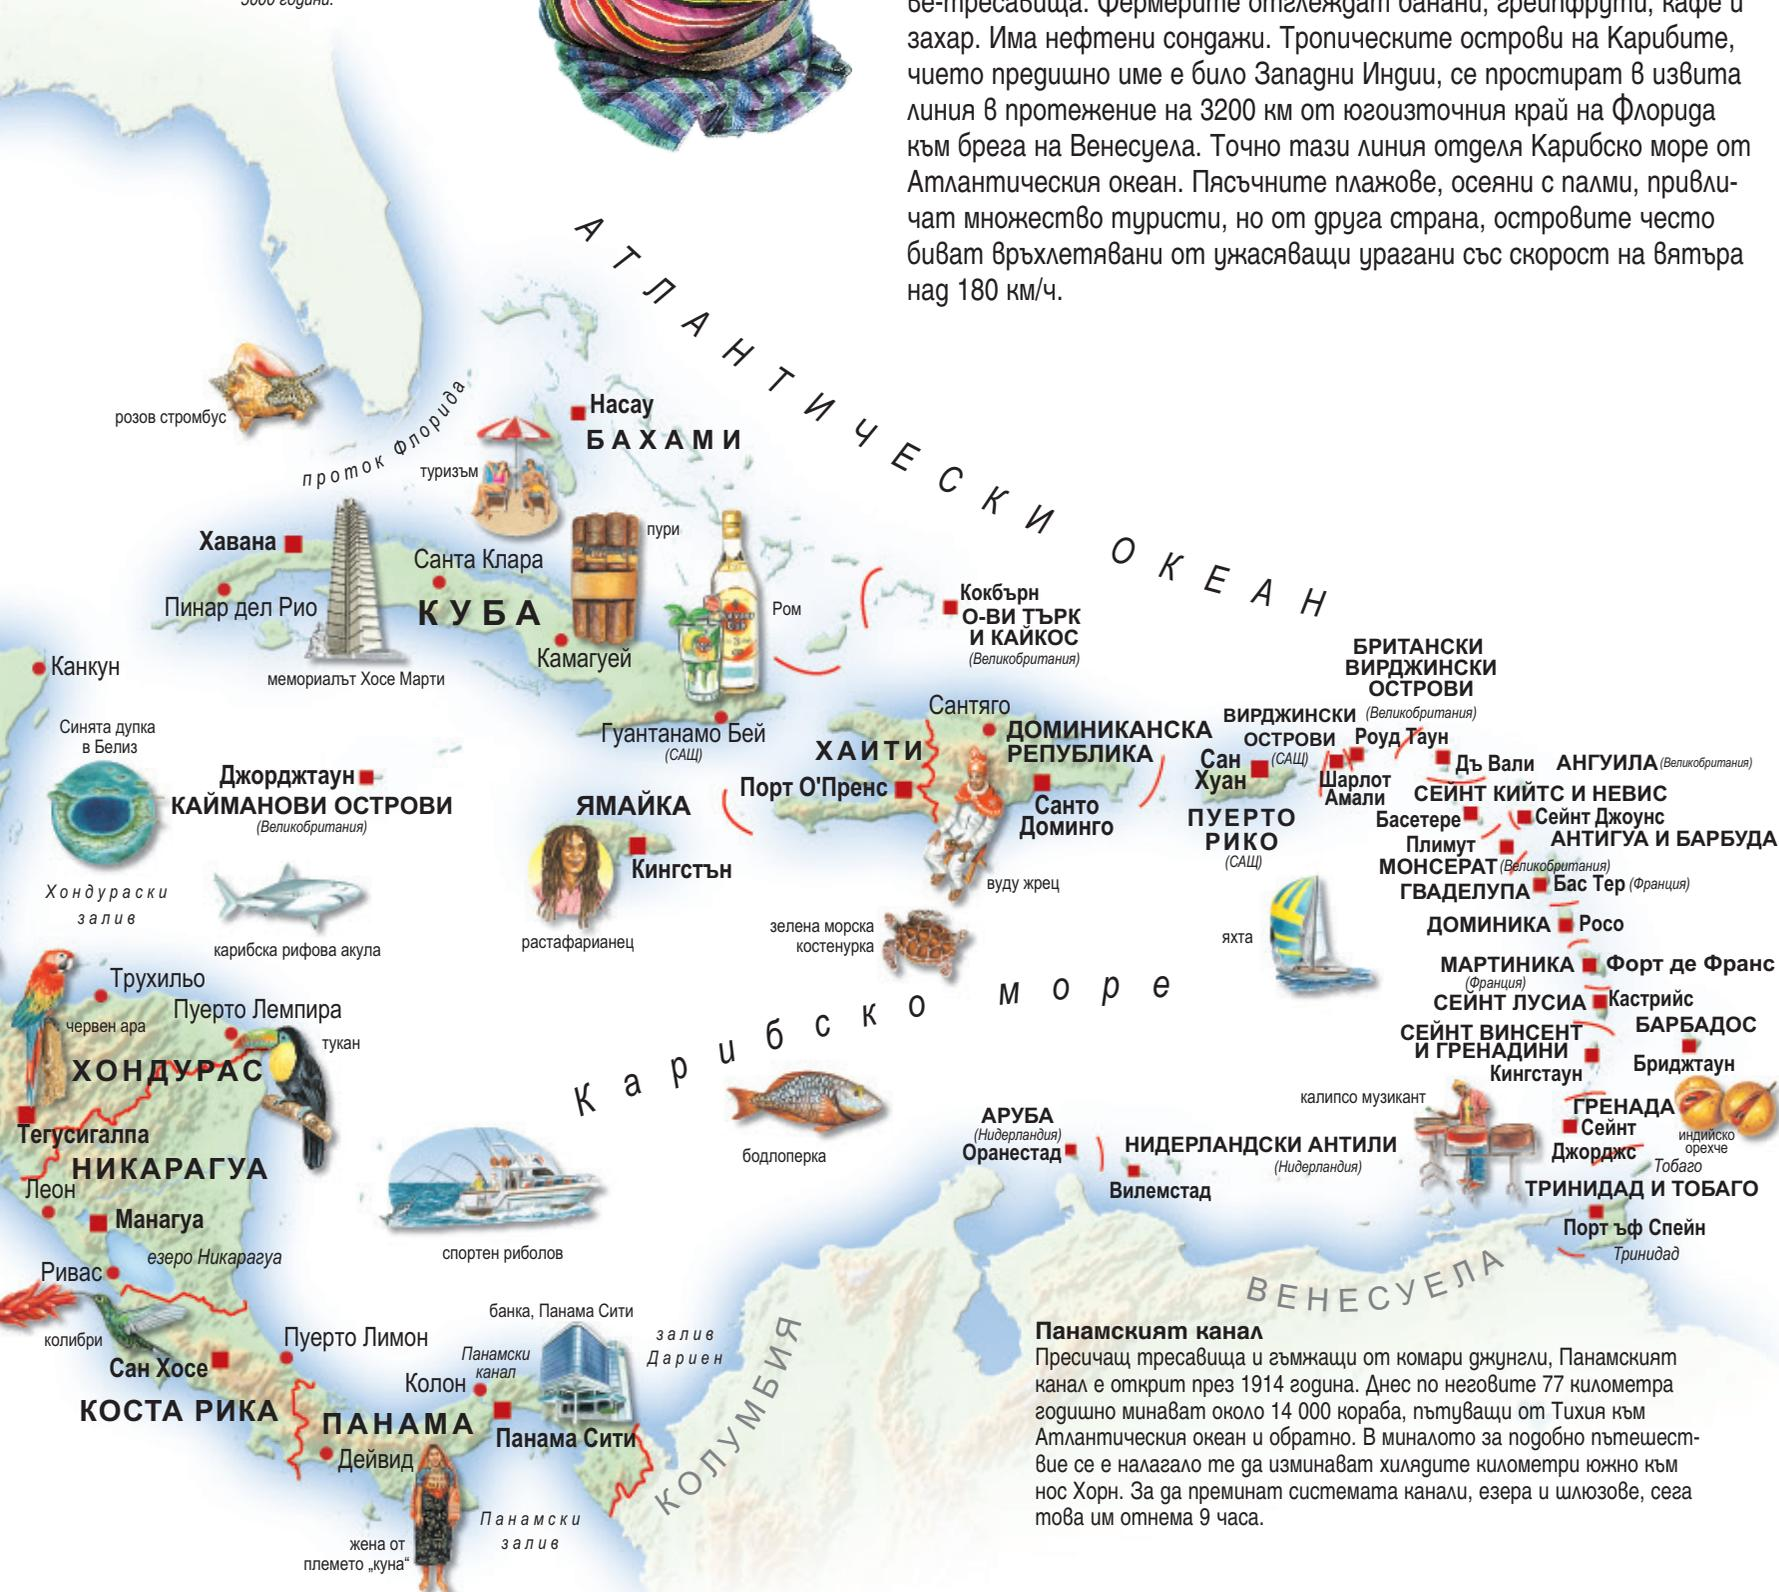 5000 години.
ве-тресавища. Фермерите отглеждат банани, грейпфрути, кафе и
захар. Има нефтени сондажи. Тропическите острови на Карибите,
чието предишно име е било Западни Индии, се простират в извита
линия в протежение на 3200 км от югоизточния край на Флорида
към брега на Венесуела. Точно тази линия отделя Карибско море от
Атлантическия океан. Пясъчните плажове, осеяни с палми, привли-
чат множество туристи, но от друга страна, островите често
биват връхлетявани от ужасяващи урагани със скорост на вятъра
над 180 км/ч.
АТЛАНТИЧЕСКИ ОКЕАН
розов стромбус
проток Флорида
Насау
БАХАМИ
туризъм
пури
Хавана
Санта Клара
Пинар дел Рио
КУБА
Ром
Камагуей
мемориалът Хосе Марти
Гуантанамо Бей
(САЩ)
Кокбърн
О-ВИ ТЪРК
И КАЙКОС
(Великобритания)
Канкун
Синята дупка
в Белиз
Джорджтаун
КАЙМАНОВИ ОСТРОВИ
(Великобритания)
ЯМАЙКА
Кингстън
растафарианец
ХАИТИ
Порт О'Пренс
Сантяго
ДОМИНИКАНСКА
РЕПУБЛИКА
Санто
Доминго
вуду жрец
зелена морска
костенурка
БРИТАНСКИ
ВИРДЖИНСКИ
ОСТРОВИ
(Великобритания)
ВИРДЖИНСКИ
ОСТРОВИ
(САЩ)
Роуд Таун
Сан
Хуан
Шарлот
Амали
ПУЕРТО
РИКО
(САЩ)
Дъ Вали
АНГУИЛА (Великобритания)
СЕЙНТ КИЙТС И НЕВИС
Басетере
Сейнт Джоунс
Плимут
АНТИГУА И БАРБУДА
МОНСЕРАТ (Великобритания)
ГВАДЕЛУПА
Бас Тер (Франция)
ДОМИНИКА
Росо
яхта
МАРТИНИКА
(Франция)
Форт де Франс
СЕЙНТ ЛУСИА
Кастрийс
СЕЙНТ ВИНСЕНТ
И ГРЕНАДИНИ
Кингстаун
БАРБАДОС
Бриджтаун
калипсо музикант
ГРЕНАДА
Сейнт
Джорджс
индийско
орехче
Тобаго
ТРИНИДАД И ТОБАГО
Порт ъф Спейн
Тринидад
Хондураски
залив
карибска рифова акула
Карибско море
Трухильо
Пуерто Лемпира
червен ара
тукан
ХОНДУРАС
Тегусигалпа
НИКАРАГУА
Леон
Манагуа
езеро Никарагуа
Ривас
колибри
спортен риболов
бодлоперка
АРУБА
(Нидерландия)
Оранестад
НИДЕРЛАНДСКИ АНТИЛИ
(Нидерландия)
Вилемстад
ВЕНЕСУЕЛА
КОЛУМБИЯ
банка, Панама Сити
залив
Дариен
Пуерто Лимон
Сан Хосе
КОСТА РИКА
Панамски
канал
Колон
ПАНАМА
Панама Сити
Дейвид
Панамски
залив
жена от
племето „куна“
Панамският канал
Пресичащ тресавища и гъмжащи от комари джунгли, Панамският
канал е открит през 1914 година. Днес по неговите 77 километра
годишно минават около 14 000 кораба, пътуващи от Тихия към
Атлантическия океан и обратно. В миналото за подобно пътешест-
вие се е налагало те да изминават хилядите километри южно към
нос Хорн. За да преминат системата канали, езера и шлюзове, сега
това им отнема 9 часа.